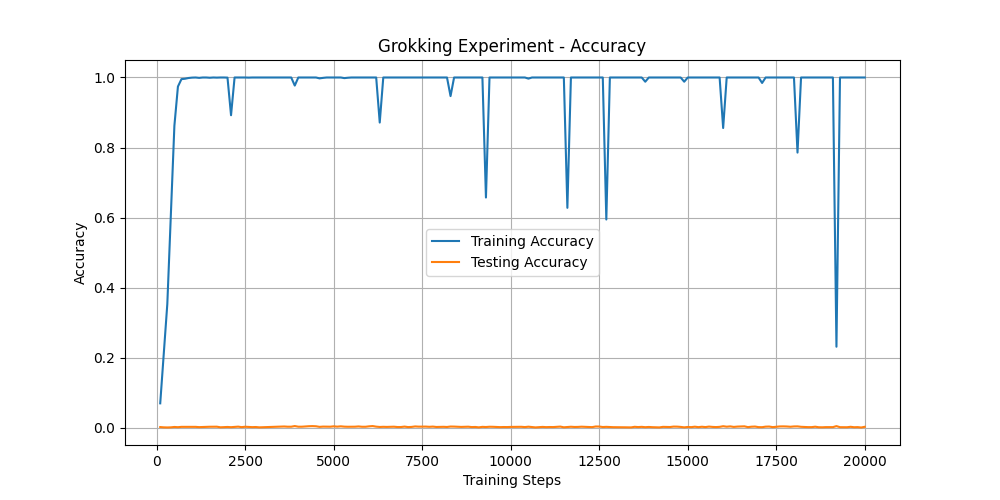 Grokking Experiment - Accuracy
Accuracy
1.0
0.8
0.6
0.4
0.2
0.0
Training Accuracy
Testing Accuracy
0 2500 5000 7500 10000 12500 15000 17500 20000
Training Steps